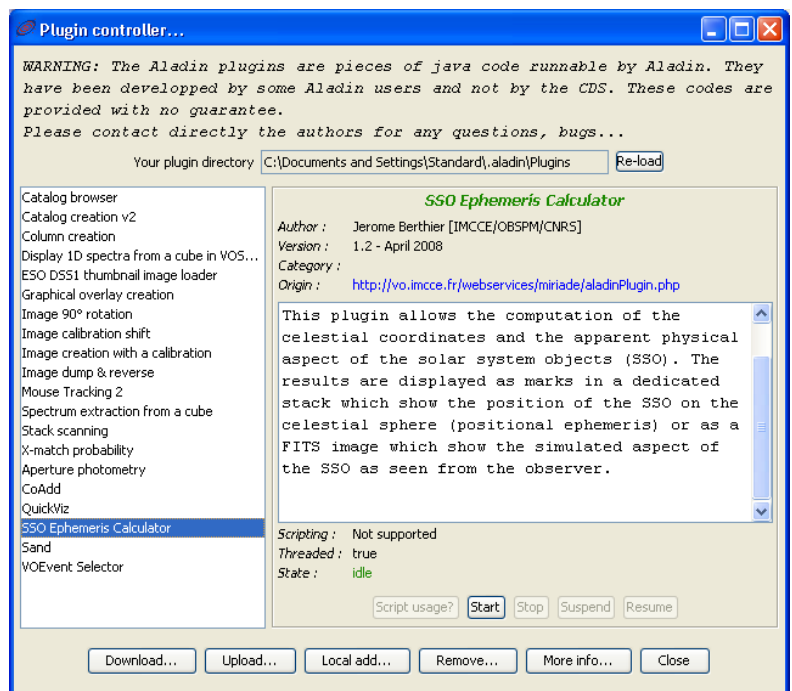 Plugin controller...
WARNING: The Aladin plugins are pieces of java code runnable by Aladin. They
have been developped by some Aladin users and not by the CDS. These codes are
provided with no guarantee.
Please contact directly the authors for any questions, bugs...
Your plugin directory C:\Documents and Settings\Standard\.aladin\Plugins Re-load
Catalog browser
Catalog creation v2
Column creation
Display 1D spectra from a cube in VOS...
ESO DSS1 thumbnail image loader
Graphical overlay creation
Image 90° rotation
Image calibration shift
Image creation with a calibration
Image dump & reverse
Mouse Tracking 2
Spectrum extraction from a cube
Stack scanning
X-match probability
Aperture photometry
CoAdd
QuickViz
SSO Ephemeris Calculator
Sand
VOEvent Selector
SSO Ephemeris Calculator
Author : Jerome Berthier [IMCCE/OBSPM/CNRS]
Version : 1.2 - April 2008
Category :
Origin : http://vo.imcce.fr/webservices/miriade/aladinPlugin.php
This plugin allows the computation of the
celestial coordinates and the apparent physical
aspect of the solar system objects (SSO). The
results are displayed as marks in a dedicated
stack which show the position of the SSO on the
celestial sphere (positional ephemeris) or as a
FITS image which show the simulated aspect of
the SSO as seen from the observer.
Scripting : Not supported
Threaded : true
State : idle
Script usage? Start Stop Suspend Resume
Download... Upload... Local add... Remove... More info... Close